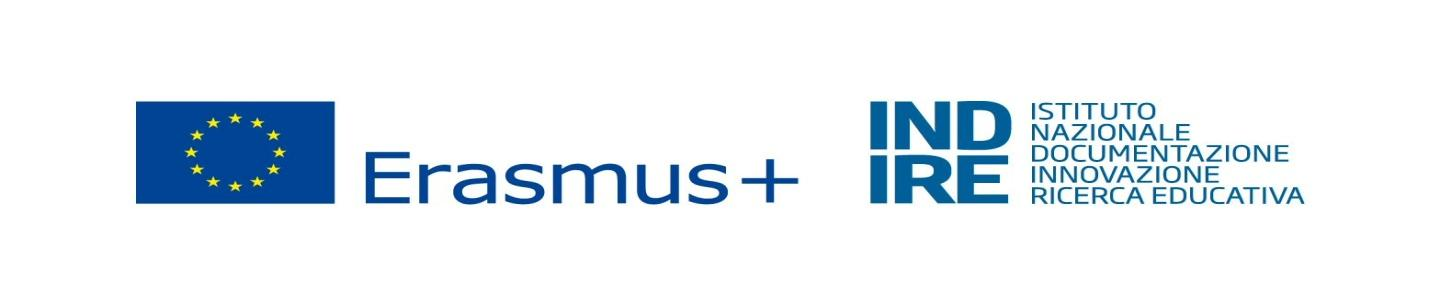 Erasmus+
IND
IRE
ISTITUTO
NAZIONALE
DOCUMENTAZIONE
INNOVAZIONE
RICERCA EDUCATIVA